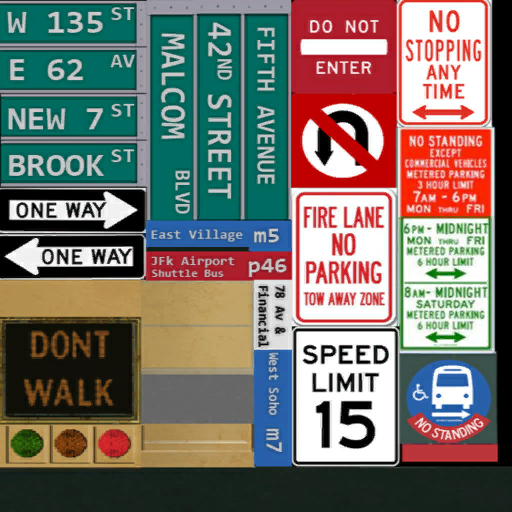 W 135 ST
E 62 AV
NEW 7 ST
BROOK ST
ONE WAY
ONE WAY
DONT
WALK
MALCOM BLVD
42ND STREET
FIFTH AVENUE
East Village m5
JFk Airport
Shuttle Bus
p46
78 Av &
Financial
West Soho m7
DO NOT
ENTER
FIRE LANE
NO
PARKING
TOW AWAY ZONE
SPEED
LIMIT
15
NO
STOPPING
ANY
TIME
NO STANDING
EXCEPT
COMMERCIAL VEHICLES
METERED PARKING
3 HOUR LIMIT
7AM - 6PM
MON THRU FRI
6PM - MIDNIGHT
MON THRU FRI
METERED PARKING
6 HOUR LIMIT
8AM - MIDNIGHT
SATURDAY
METERED PARKING
6 HOUR LIMIT
NO STANDING